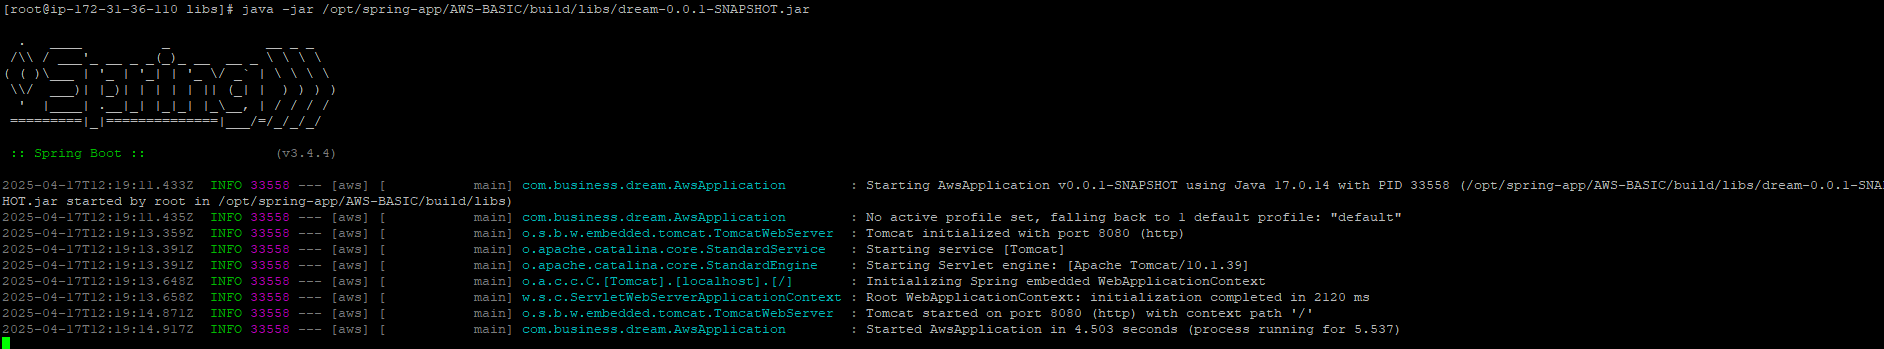 [root@ip-172-31-36-110 libs]# java -jar /opt/spring-app/AWS-BASIC/build/libs/dream-0.0.1-SNAPSHOT.jar

  .   ____          _            __ _ _
 /\\ / ___'_ __ _ _(_)_ __  __ _ \ \ \ \
( ( )\___ | '_ | '_| | '_ \/ _` | \ \ \ \
 \\/  ___)| |_)| | | | | || (_| |  ) ) ) )
  '  |____| .__|_| |_|_| |_\__, | / / / /
 =========|_|==============|___/=/_/_/_/

 :: Spring Boot ::                (v3.4.4)

2025-04-17T12:19:11.433Z  INFO 33558 --- [aws] [           main] com.business.dream.AwsApplication        : Starting AwsApplication v0.0.1-SNAPSHOT using Java 17.0.14 with PID 33558 (/opt/spring-app/AWS-BASIC/build/libs/dream-0.0.1-SNAPS
HOT.jar started by root in /opt/spring-app/AWS-BASIC/build/libs)
2025-04-17T12:19:11.435Z  INFO 33558 --- [aws] [           main] com.business.dream.AwsApplication        : No active profile set, falling back to 1 default profile: "default"
2025-04-17T12:19:13.359Z  INFO 33558 --- [aws] [           main] o.s.b.w.embedded.tomcat.TomcatWebServer  : Tomcat initialized with port 8080 (http)
2025-04-17T12:19:13.391Z  INFO 33558 --- [aws] [           main] o.apache.catalina.core.StandardService   : Starting service [Tomcat]
2025-04-17T12:19:13.391Z  INFO 33558 --- [aws] [           main] o.apache.catalina.core.StandardEngine    : Starting Servlet engine: [Apache Tomcat/10.1.39]
2025-04-17T12:19:13.648Z  INFO 33558 --- [aws] [           main] o.a.c.c.C.[Tomcat].[localhost].[/]       : Initializing Spring embedded WebApplicationContext
2025-04-17T12:19:13.658Z  INFO 33558 --- [aws] [           main] w.s.c.ServletWebServerApplicationContext : Root WebApplicationContext: initialization completed in 2120 ms
2025-04-17T12:19:14.871Z  INFO 33558 --- [aws] [           main] o.s.b.w.embedded.tomcat.TomcatWebServer  : Tomcat started on port 8080 (http) with context path '/'
2025-04-17T12:19:14.917Z  INFO 33558 --- [aws] [           main] com.business.dream.AwsApplication        : Started AwsApplication in 4.503 seconds (process running for 5.537)